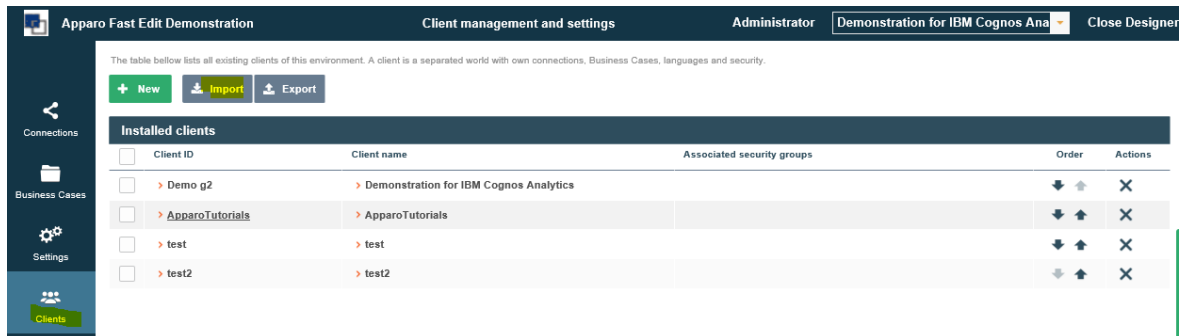 Apparo Fast Edit Demonstration Client management and settings Administrator Demonstration for IBM Cognos Ana Close Designer
The table bellow lists all existing clients of this environment. A client is a separated world with own connections, Business Cases, languages and security.
New Import Export
Connections
Installed clients
Client ID Client name Associated security groups Order Actions
Demo g2 Demonstration for IBM Cognos Analytics
Business Cases
ApparoTutorials ApparoTutorials
test test
Settings
test2 test2
Clients